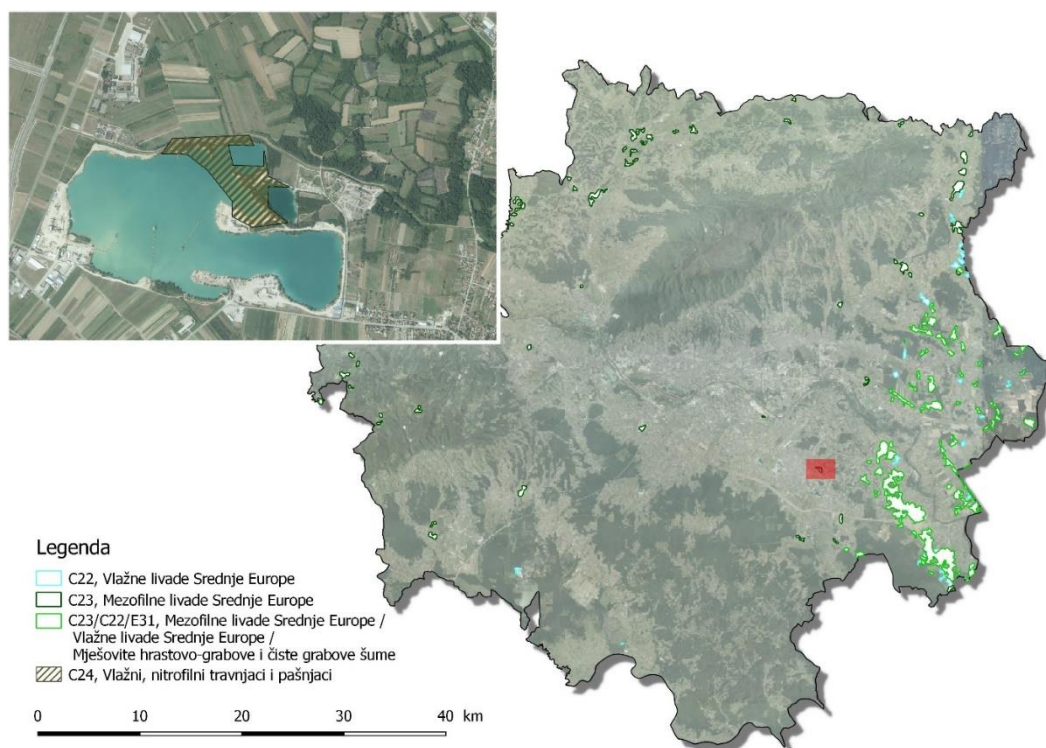 Legenda
C22, Vlažne livade Srednje Europe
C23, Mezofilne livade Srednje Europe
C23/C22/E31, Mezofilne livade Srednje Europe /
Vlažne livade Srednje Europe /
Mješovite hrastovo-grabove i čiste grabove šume
C24, Vlažni, nitrofilni travnjaci i pašnjaci
0 10 20 30 40 km